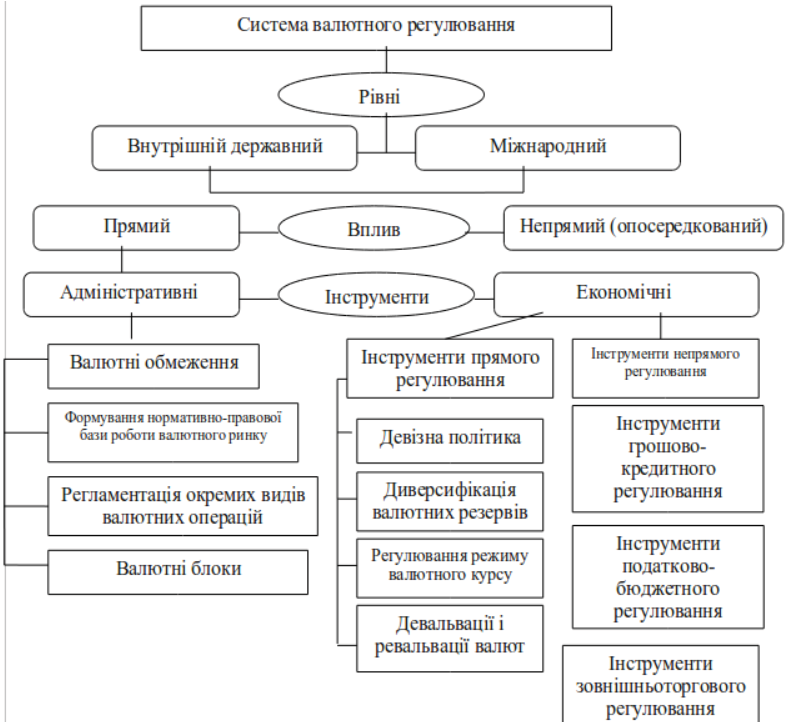 Система валютного регулювання
Рівні
Внутрішній державний
Міжнародний
Прямий
Вплив
Непрямий (опосередкований)
Адміністративні
Інструменти
Економічні
Валютні обмеження
Формування нормативно-правової
бази роботи валютного ринку
Регламентація окремих видів
валютних операцій
Валютні блоки
Інструменти прямого
регулювання
Девізна політика
Диверсифікація
валютних резервів
Регулювання режиму
валютного курсу
Девальвації і
ревальвації валют
Інструменти непрямого
регулювання
Інструменти
грошово-
кредитного
регулювання
Інструменти
податково-
бюджетного
регулювання
Інструменти
зовнішньоторгового
регулювання